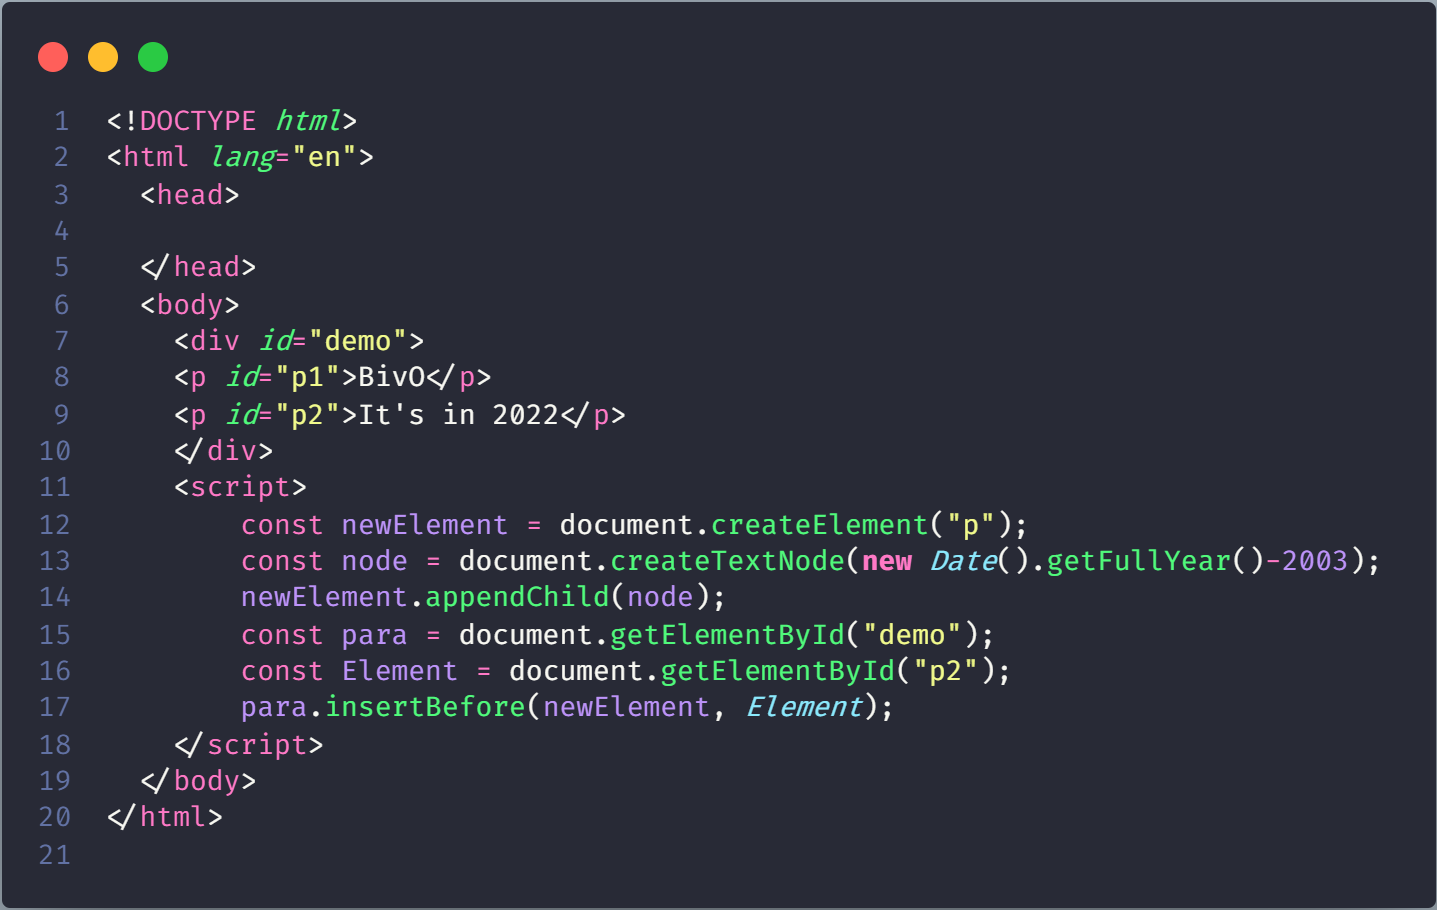 1 <!DOCTYPE html>
2 <html lang="en">
3   <head>
4
5   </head>
6   <body>
7     <div id="demo">
8     <p id="p1">BivO</p>
9     <p id="p2">It's in 2022</p>
10     </div>
11     <script>
12         const newElement = document.createElement("p");
13         const node = document.createTextNode(new Date().getFullYear()-2003);
14         newElement.appendChild(node);
15         const para = document.getElementById("demo");
16         const Element = document.getElementById("p2");
17         para.insertBefore(newElement, Element);
18     </script>
19   </body>
20 </html>
21